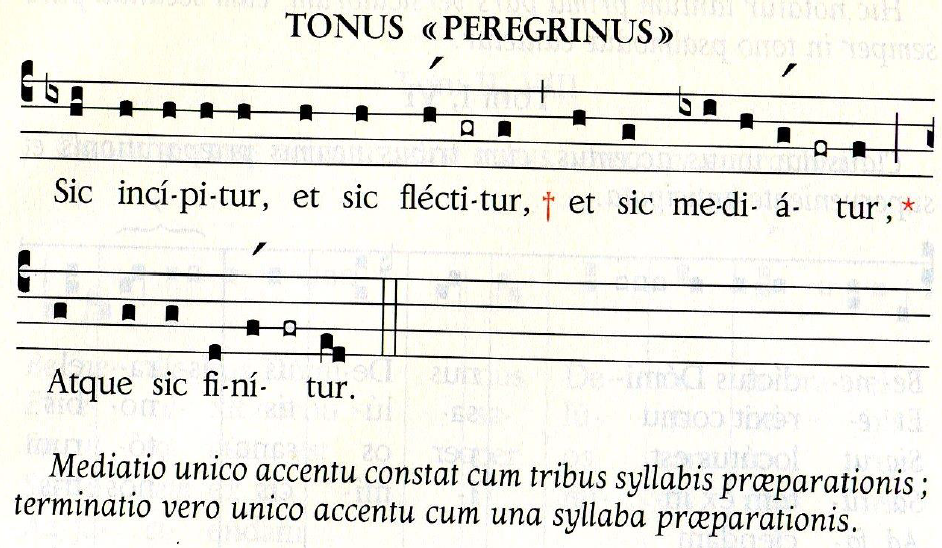 TONUS «PEREGRINUS»
Sic incí-pi-tur, et sic flécti-tur, † et sic me-di- á- tur; *
Atque sic fi-ní- tur.
Mediatio unico accentu constat cum tribus syllabis præparationis;
terminatio vero unico accentu cum una syllaba præparationis.